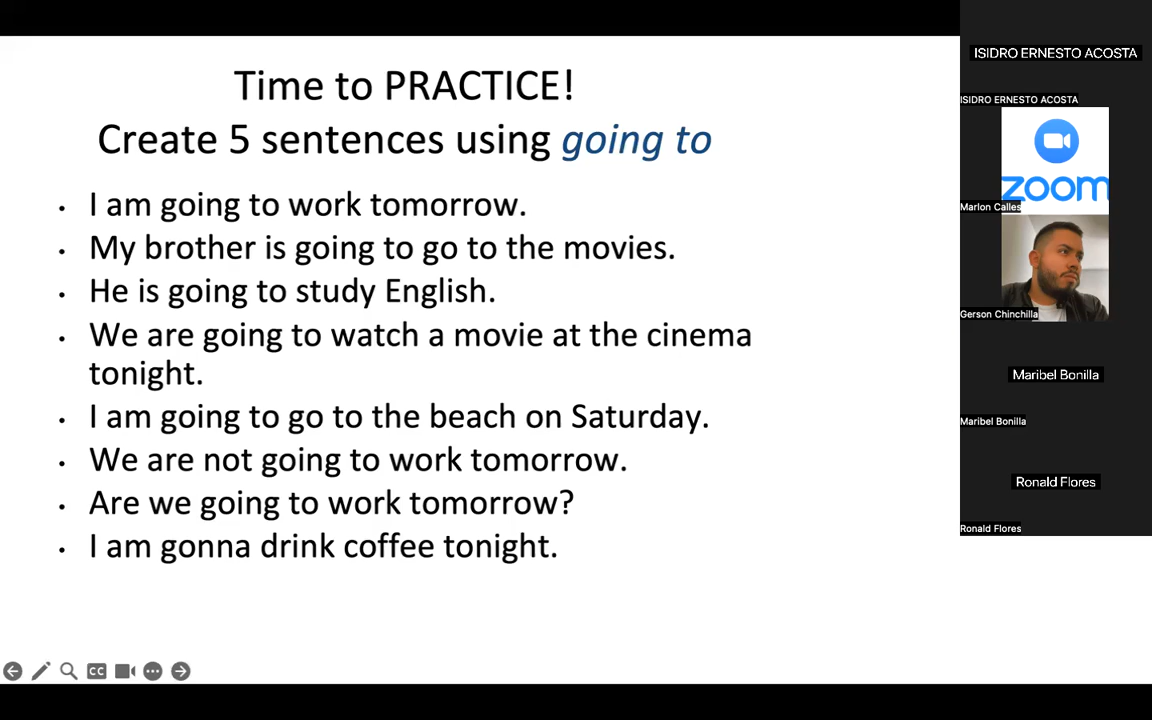 Time to PRACTICE!
Create 5 sentences using going to
• I am going to work tomorrow.
• My brother is going to go to the movies.
• He is going to study English.
• We are going to watch a movie at the cinema
tonight.
• I am going to go to the beach on Saturday.
• We are not going to work tomorrow.
• Are we going to work tomorrow?
• I am gonna drink coffee tonight.
CC
ISIDRO ERNESTO ACOSTA
ISIDRO ERNESTO ACOSTA
zoom
Marlon Calles
Gerson Chinchilla
Maribel Bonilla
Maribel Bonilla
Ronald Flores
Ronald Flores